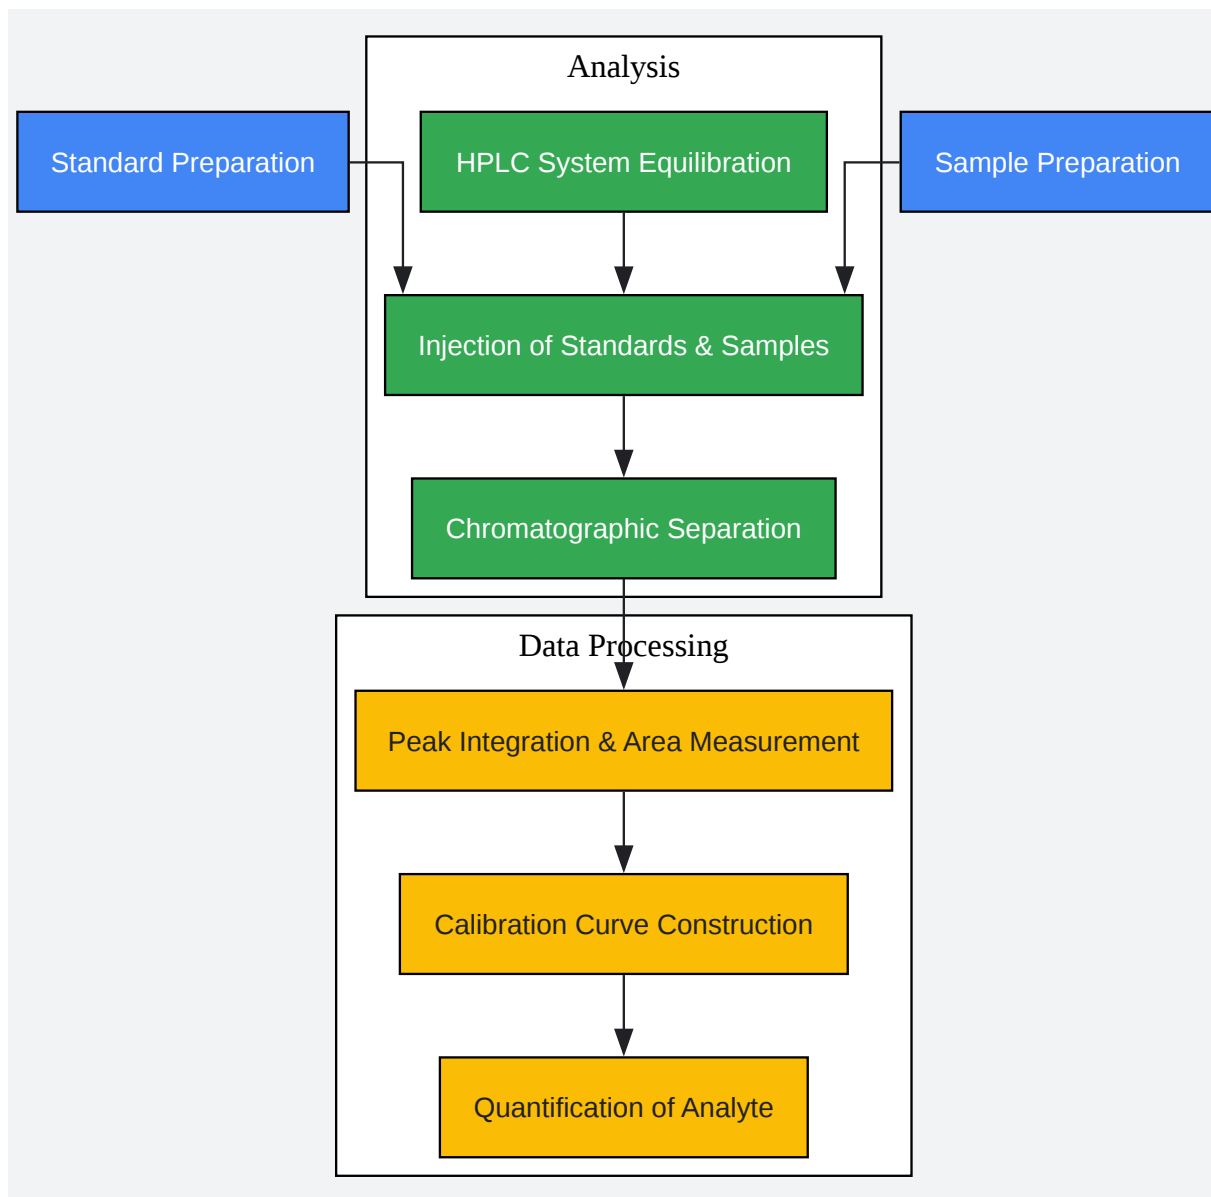 Analysis
Standard Preparation
HPLC System Equilibration
Sample Preparation
Injection of Standards & Samples
Chromatographic Separation
Data Processing
Peak Integration & Area Measurement
Calibration Curve Construction
Quantification of Analyte